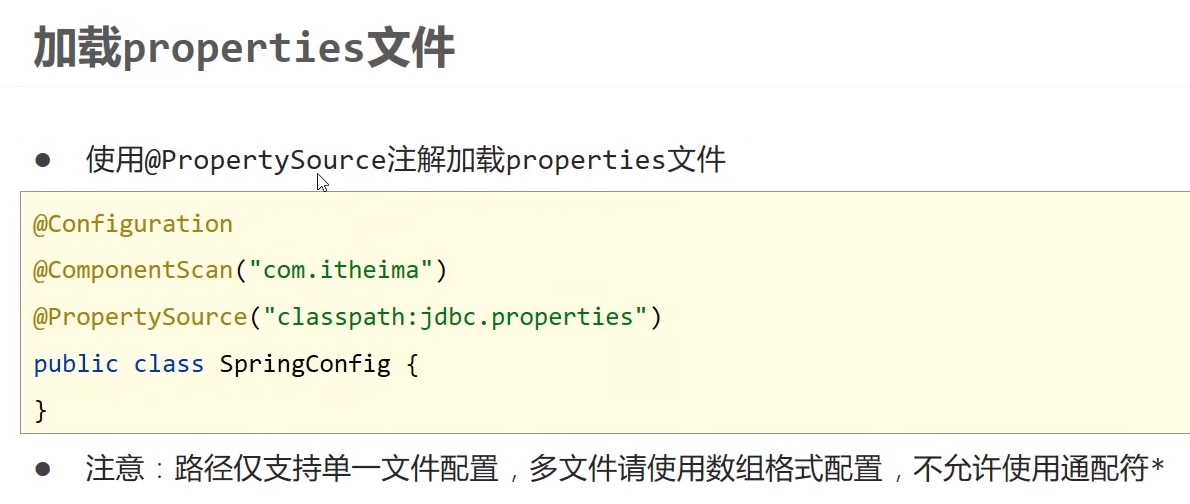 加载properties文件
● 使用@PropertySource注解加载properties文件
@Configuration
@ComponentScan("com.itheima")
@PropertySource("classpath:jdbc.properties")
public class SpringConfig {
}
● 注意：路径仅支持单一文件配置，多文件请使用数组格式配置，不允许使用通配符*